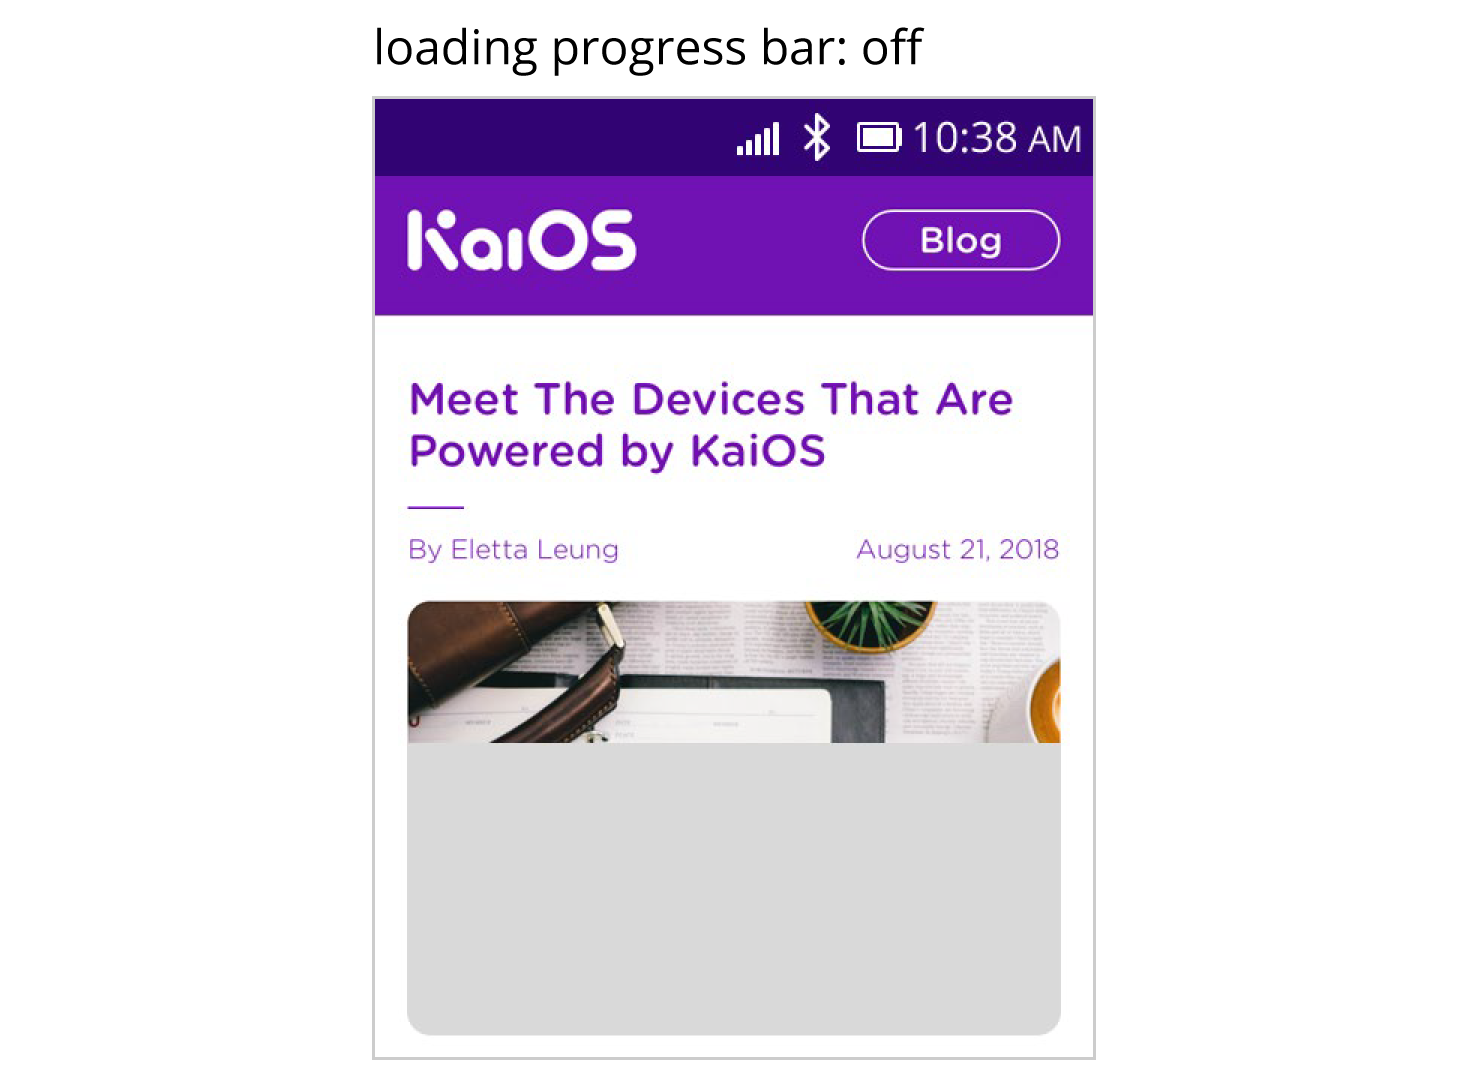 loading progress bar: off
10:38 AM
KaiOS
Blog
Meet The Devices That Are
Powered by KaiOS
By Eletta Leung
August 21, 2018